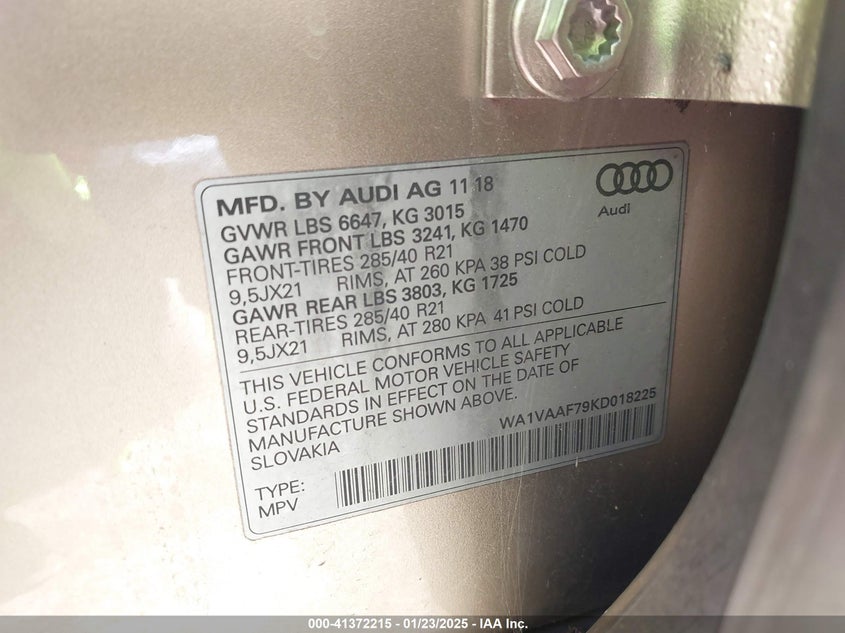 MFD. BY AUDI AG 11 18
Audi
GVWR LBS 6647, KG 3015
GAWR FRONT LBS 3241, KG 1470
FRONT-TIRES 285/40 R21
9,5JX21 RIMS, AT 260 KPA 38 PSI COLD
GAWR REAR LBS 3803, KG 1725
REAR-TIRES 285/40 R21
9,5JX21 RIMS, AT 280 KPA 41 PSI COLD
THIS VEHICLE CONFORMS TO ALL APPLICABLE
U.S. FEDERAL MOTOR VEHICLE SAFETY
STANDARDS IN EFFECT ON THE DATE OF
MANUFACTURE SHOWN ABOVE.
SLOVAKIA
WA1VAAF79KD018225
TYPE:
MPV
000-41372215 - 01/23/2025 - IAA Inc.